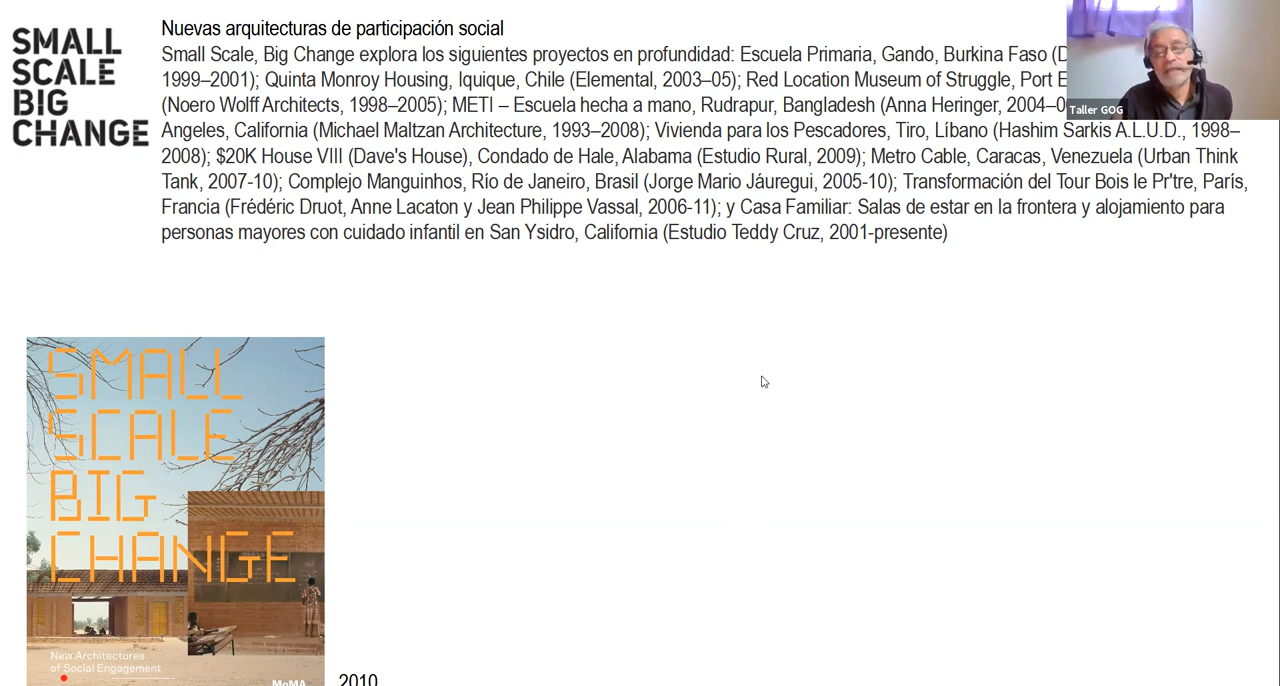 SMALL
SCALE
BIG
CHANGE
Nuevas arquitecturas de participación social
Small Scale, Big Change explora los siguientes proyectos en profundidad: Escuela Primaria, Gando, Burkina Faso
1999–2001); Quinta Monroy Housing, Iquique, Chile (Elemental, 2003–05); Red Location Museum of Struggle, Port
(Noero Wolff Architects, 1998–2005); METI – Escuela hecha a mano, Rudrapur, Bangladesh (Anna Heringer,
Angeles, California (Michael Maltzan Architecture, 1993–2008); Vivienda para los Pescadores, Tiro, Líbano (Hashim Sarkis A.L.U.D., 1998–
2008); $20K House VIII (Dave's House), Condado de Hale, Alabama (Estudio Rural, 2009); Metro Cable, Caracas, Venezuela (Urban Think
Tank, 2007-10); Complejo Manguinhos, Río de Janeiro, Brasil (Jorge Mario Jáuregui, 2005-10); Transformación del Tour Bois le Pr'tre, París,
Francia (Frédéric Druot, Anne Lacaton y Jean Philippe Vassal, 2006-11); y Casa Familiar: Salas de estar en la frontera y alojamiento para
personas mayores con cuidado infantil en San Ysidro, California (Estudio Teddy Cruz, 2001-presente)
Taller GOG
SMALL
SCALE
BIG
CHANGE
New Architectures
of Social Engagement
MoMA
2010